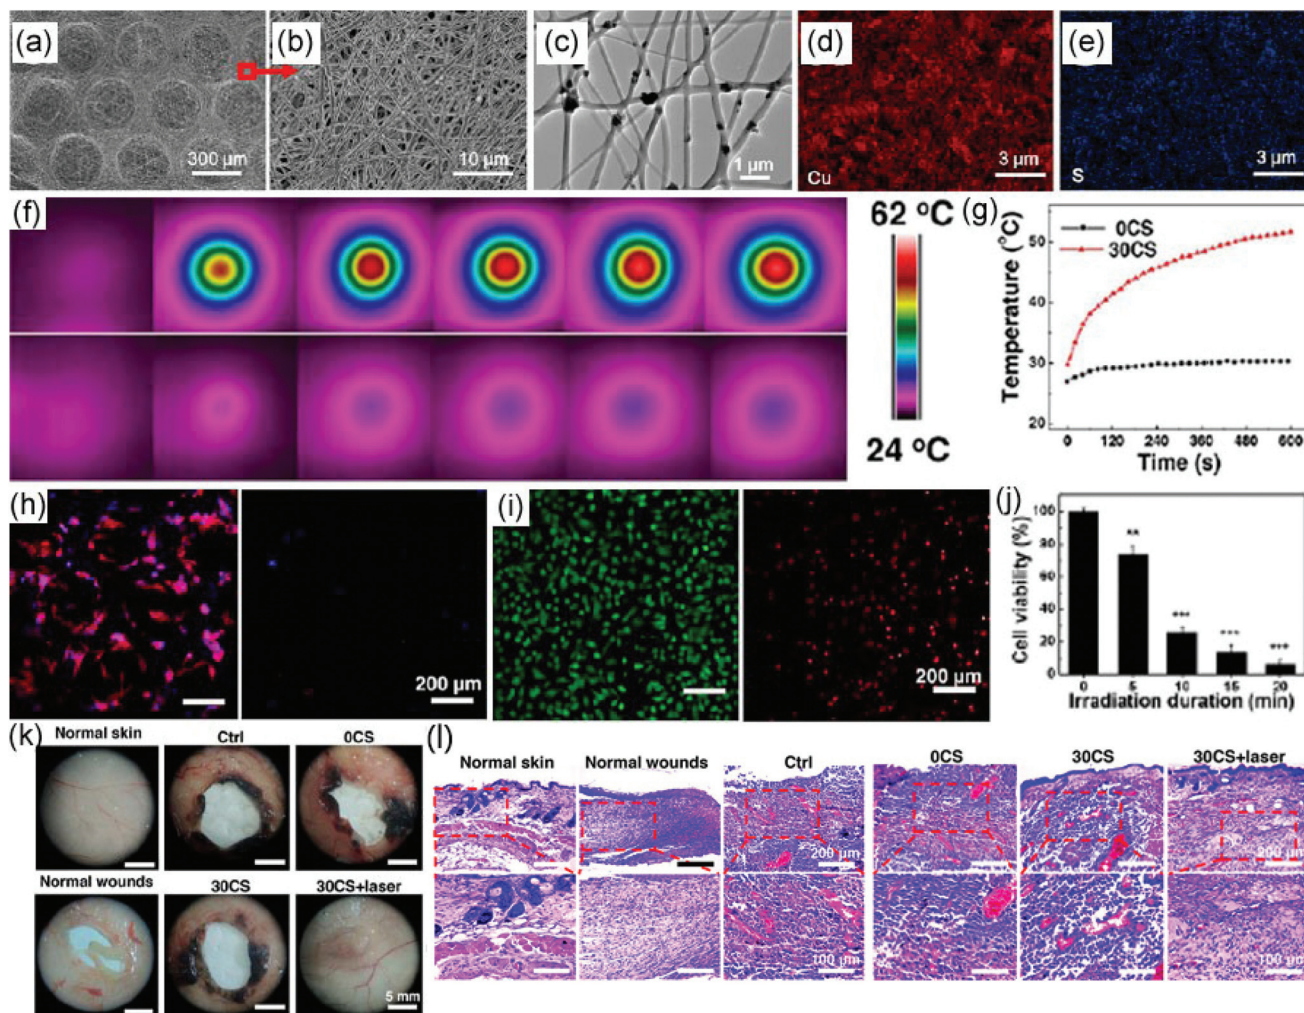 (a)
(b)
(c)
(d)
(e)
300 μm
10 μm
1 μm
Cu
3 μm
S
3 μm
(f)
62 °C
24 °C
(g)
0CS
30CS
Temperature (°C)
50
40
30
20
0 120 240 360 480 600
Time (s)
(h)
200 μm
(i)
200 μm
(j)
Cell viability (%)
100
80
60
40
20
0
**
***
***
***
0 5 10 15 20
Irradiation duration (min)
(k)
Normal skin
Ctrl
0CS
Normal wounds
30CS
30CS+laser
5 mm
(l)
Normal skin
Normal wounds
Ctrl
0CS
30CS
30CS+laser
200 μm
200 μm
100 μm
100 μm